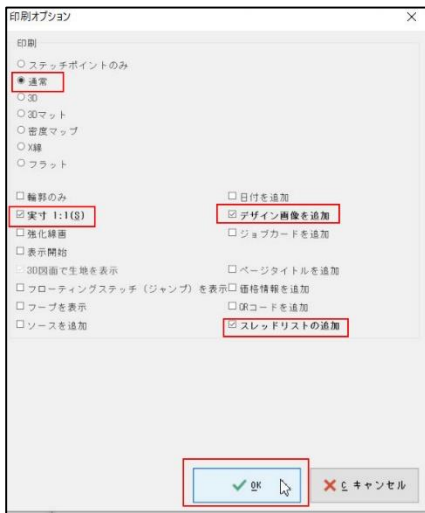 印刷オプション
印刷
ステッチポイントのみ
通常
3D
3Dマット
密度マップ
X線
フラット
輪郭のみ
日付を追加
実寸 1:1(S)
デザイン画像を追加
強化線画
ジョブカードを追加
表示開始
3D図面で生地を表示
ページタイトルを追加
フローティングステッチ (ジャンプ) を表示
価格情報を追加
フープを表示
QRコードを追加
ソースを追加
スレッドリストの追加
OK
C キャンセル